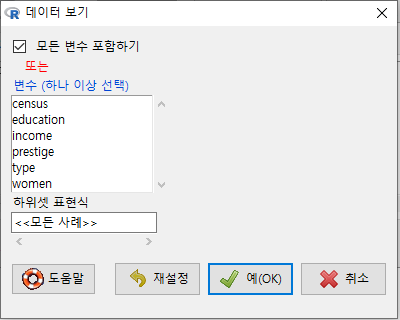 데이터 보기
모든 변수 포함하기
또는
변수 (하나 이상 선택)
census
education
income
prestige
type
women
하위셋 표현식
<<모든 사례>>
도움말
재설정
예(OK)
취소